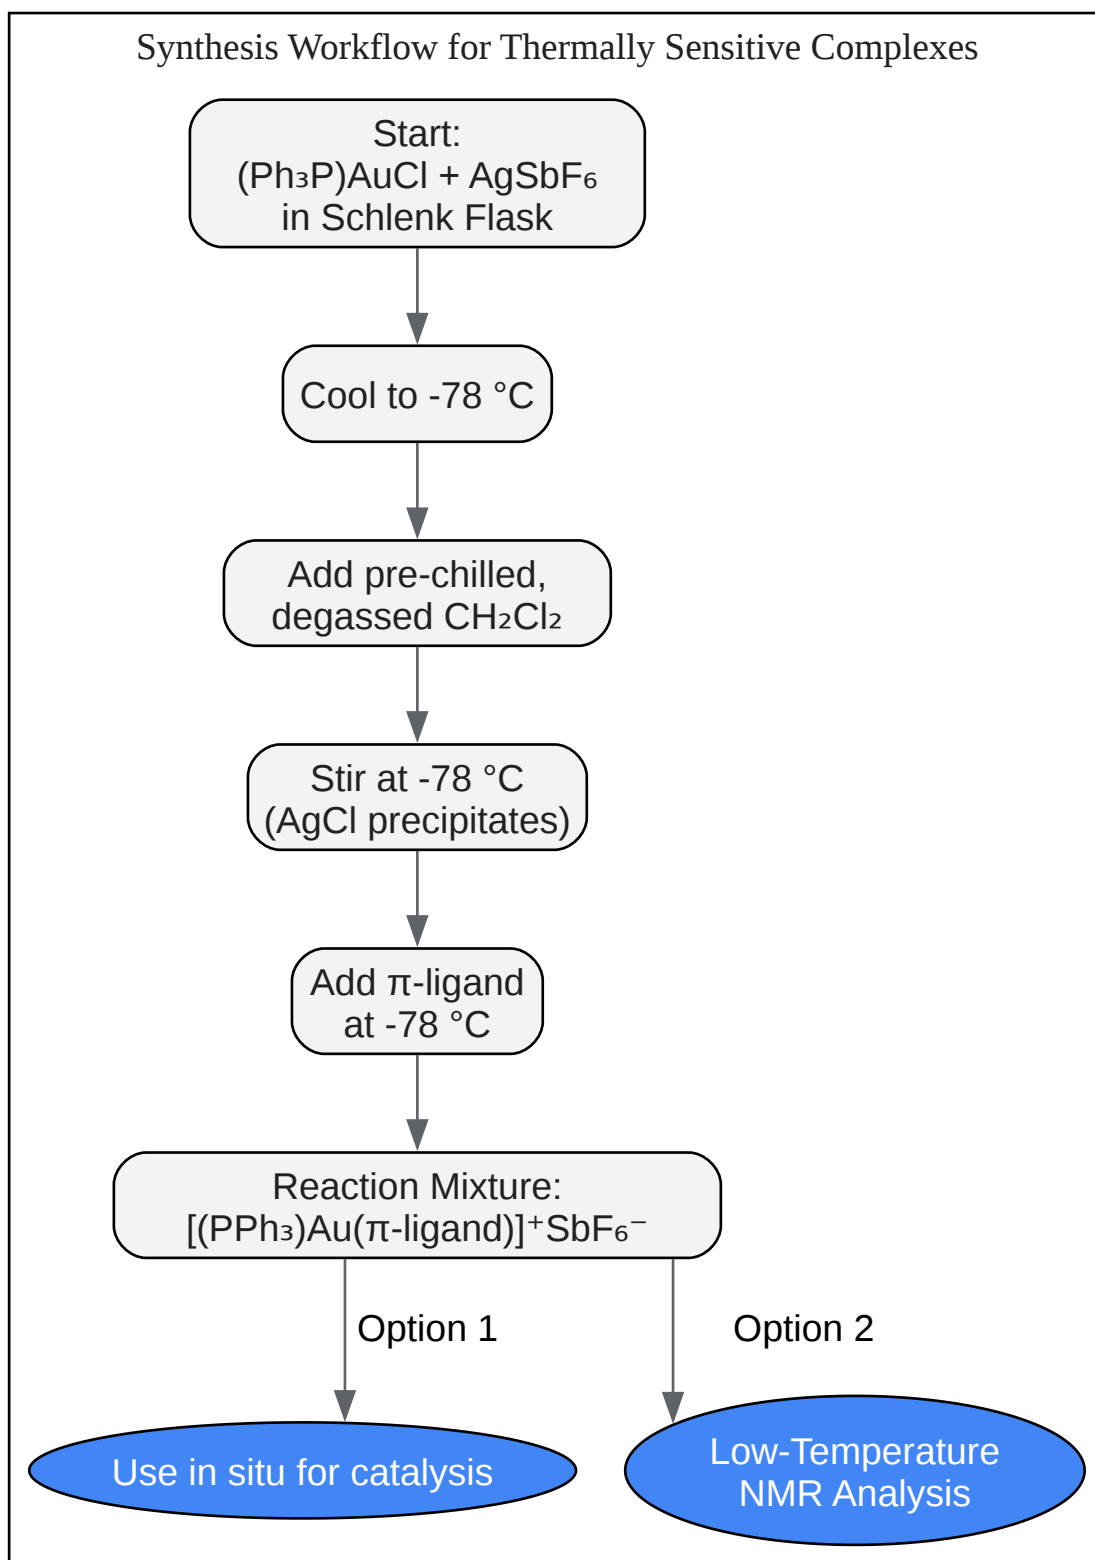 Synthesis Workflow for Thermally Sensitive Complexes
Start:
(Ph₃P)AuCl + AgSbF₆
in Schlenk Flask
Cool to -78 °C
Add pre-chilled,
degassed CH₂Cl₂
Stir at -78 °C
(AgCl precipitates)
Add π-ligand
at -78 °C
Reaction Mixture:
[(PPh₃)Au(π-ligand)]⁺SbF₆⁻
Option 1
Option 2
Use in situ for catalysis
Low-Temperature
NMR Analysis